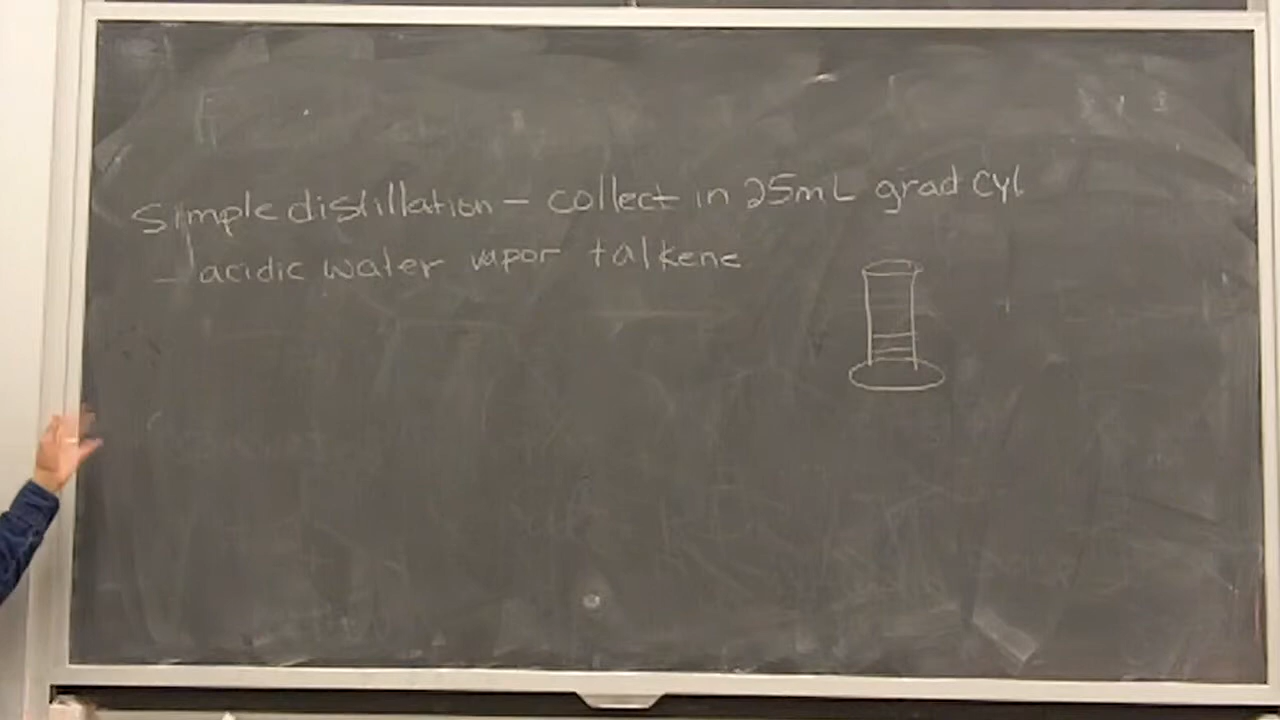 Simple distillation - collect in 25mL grad cyl
- acidic water vapor + alkene